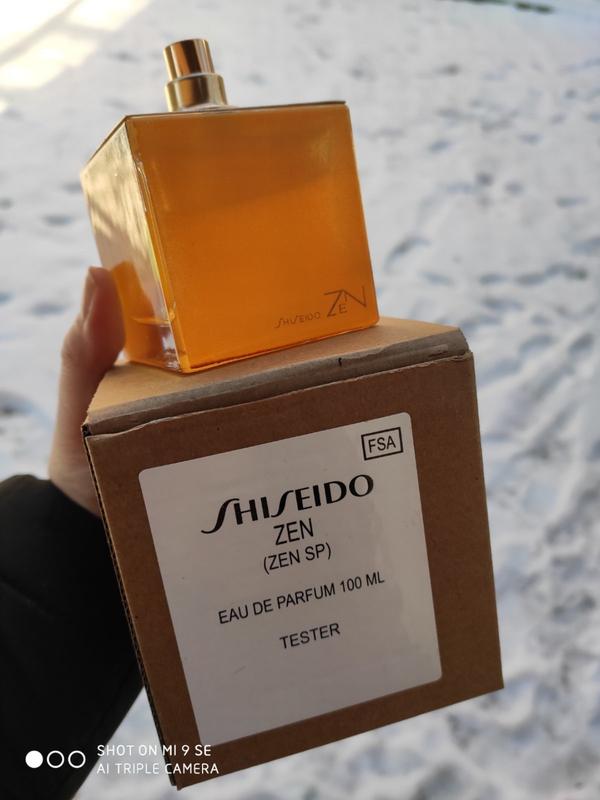 SHISEIDO ZEN
FSA
SHISEIDO
ZEN
(ZEN SP)
EAU DE PARFUM 100 ML
TESTER
SHOT ON MI 9 SE
AI TRIPLE CAMERA